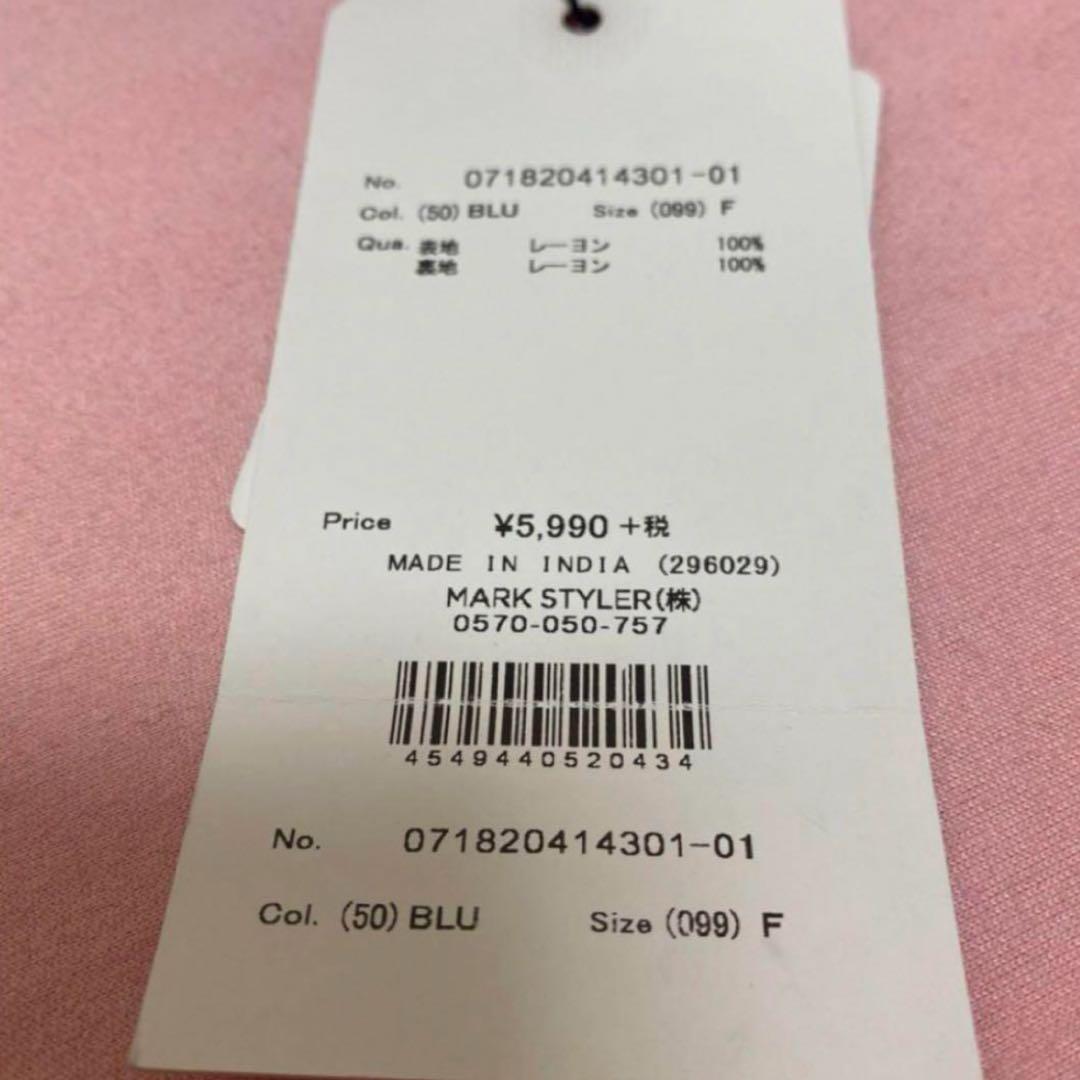 No. 071820414301-01
Col. (50) BLU Size (099) F
Qua. 表地 レーヨン 100%
裏地 レーヨン 100%
Price ¥5,990 +税
MADE IN INDIA (296029)
MARK STYLER(株)
0570-050-757
4549440520434
No. 071820414301-01
Col. (50) BLU Size (099) F